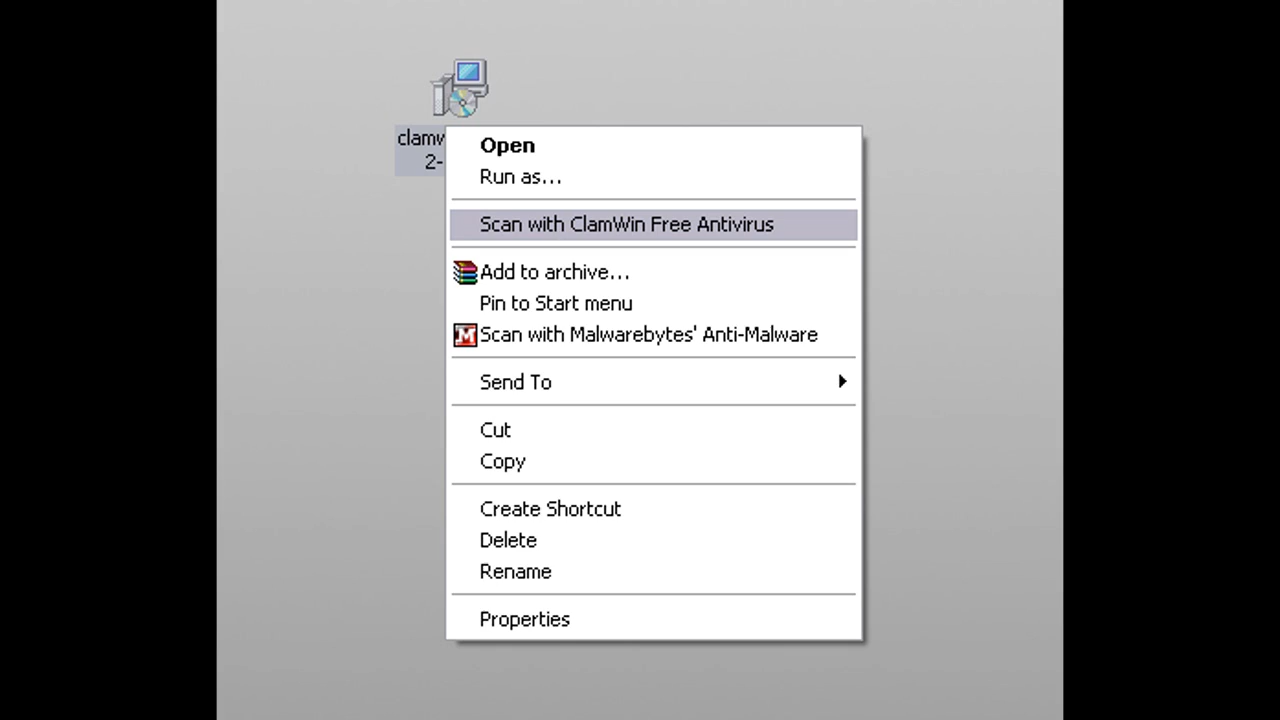 clamw
2-
Open
Run as...
Scan with ClamWin Free Antivirus
Add to archive...
Pin to Start menu
Scan with Malwarebytes' Anti-Malware
Send To
Cut
Copy
Create Shortcut
Delete
Rename
Properties